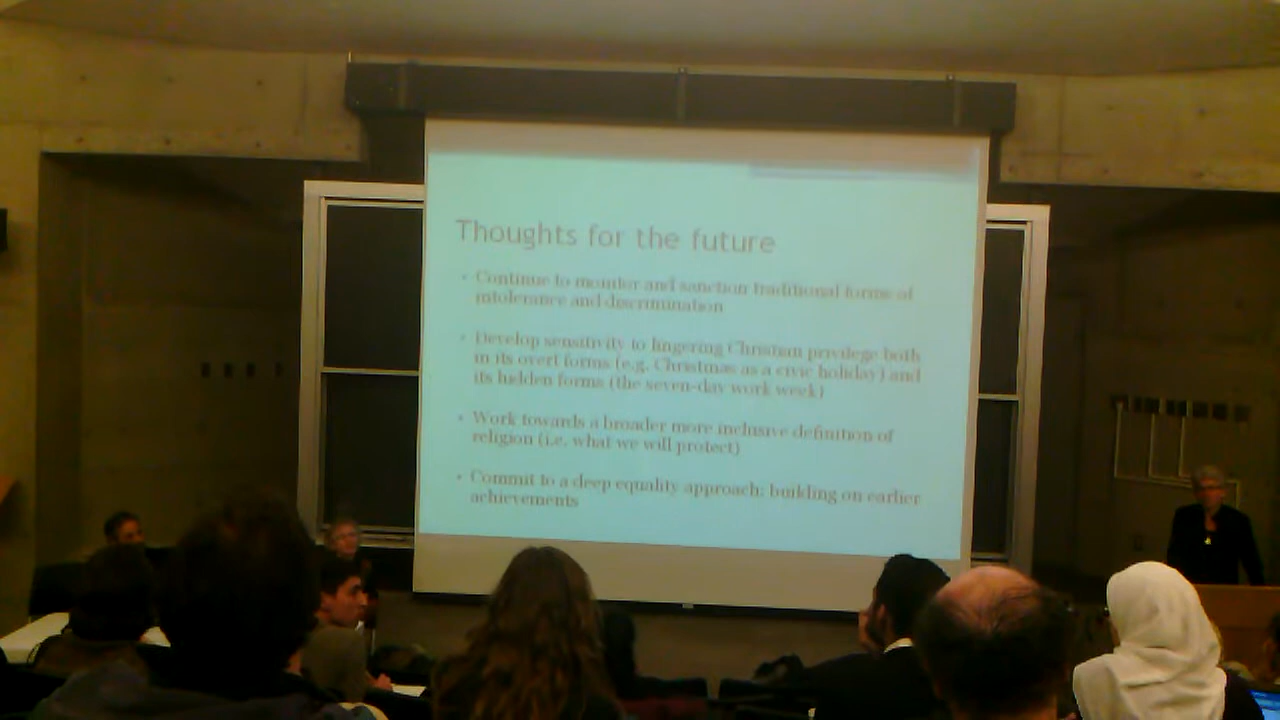 Thoughts for the future
• Continue to monitor and sanction traditional forms of
intolerance and discrimination
• Develop sensitivity to lingering Christian privilege both
in its overt forms (e.g. Christmas as a civic holiday) and
its hidden forms (the seven-day work week)
• Work towards a broader more inclusive definition of
religion (i.e. what we will protect)
• Commit to a deep equality approach: building on earlier
achievements